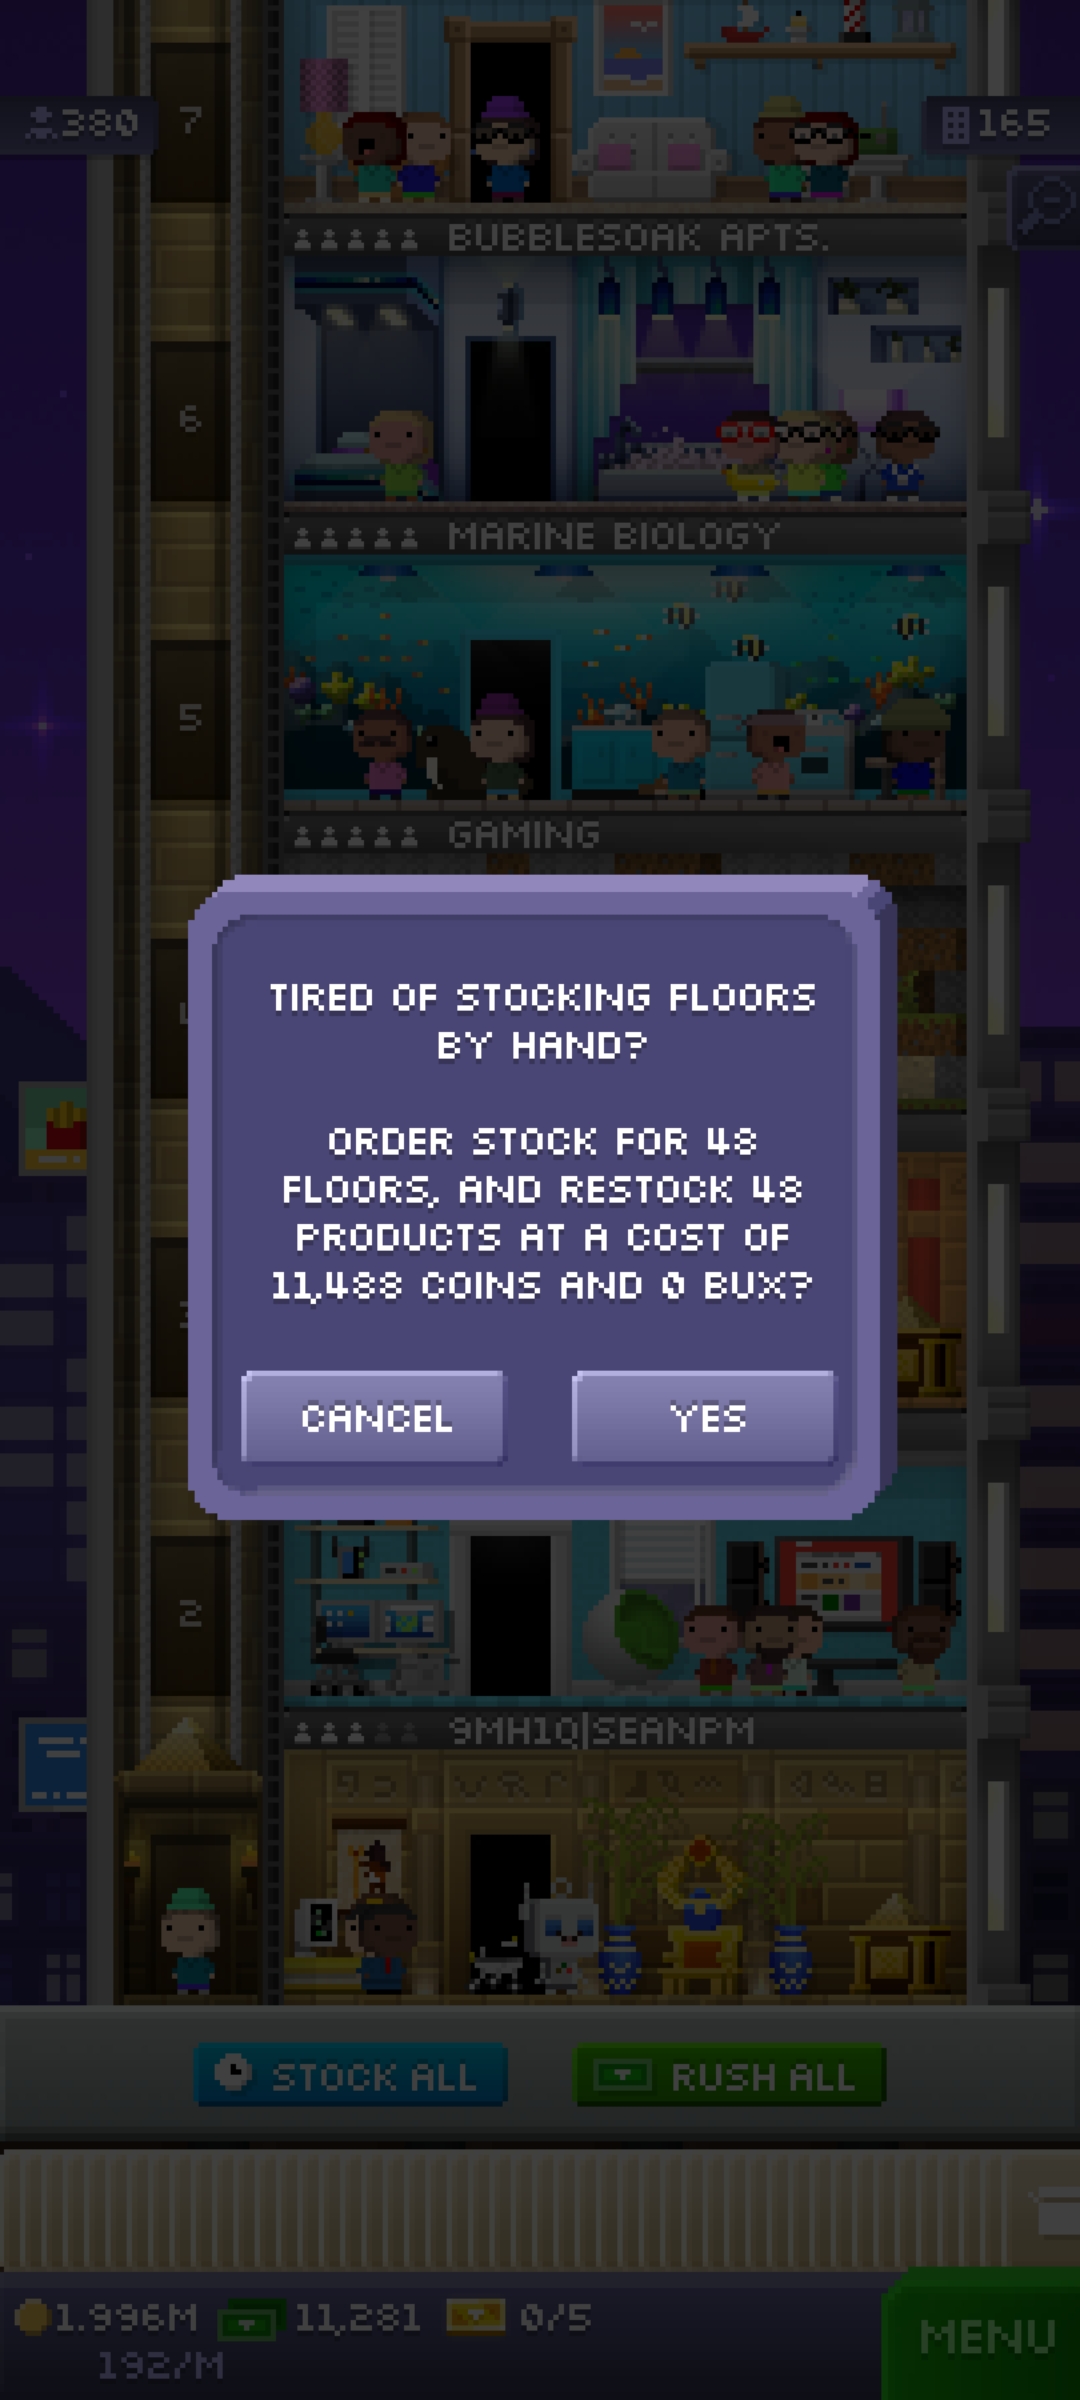 380
7
165
BUBBLESOAK APTS.
6
MARINE BIOLOGY
5
GAMING
TIRED OF STOCKING FLOORS
BY HAND?
ORDER STOCK FOR 48
FLOORS, AND RESTOCK 48
PRODUCTS AT A COST OF
11,488 COINS AND 0 BUX?
CANCEL
YES
2
9MH1Q|SEANPM
STOCK ALL
RUSH ALL
1.996M
11,281
0/5
192/M
MENU